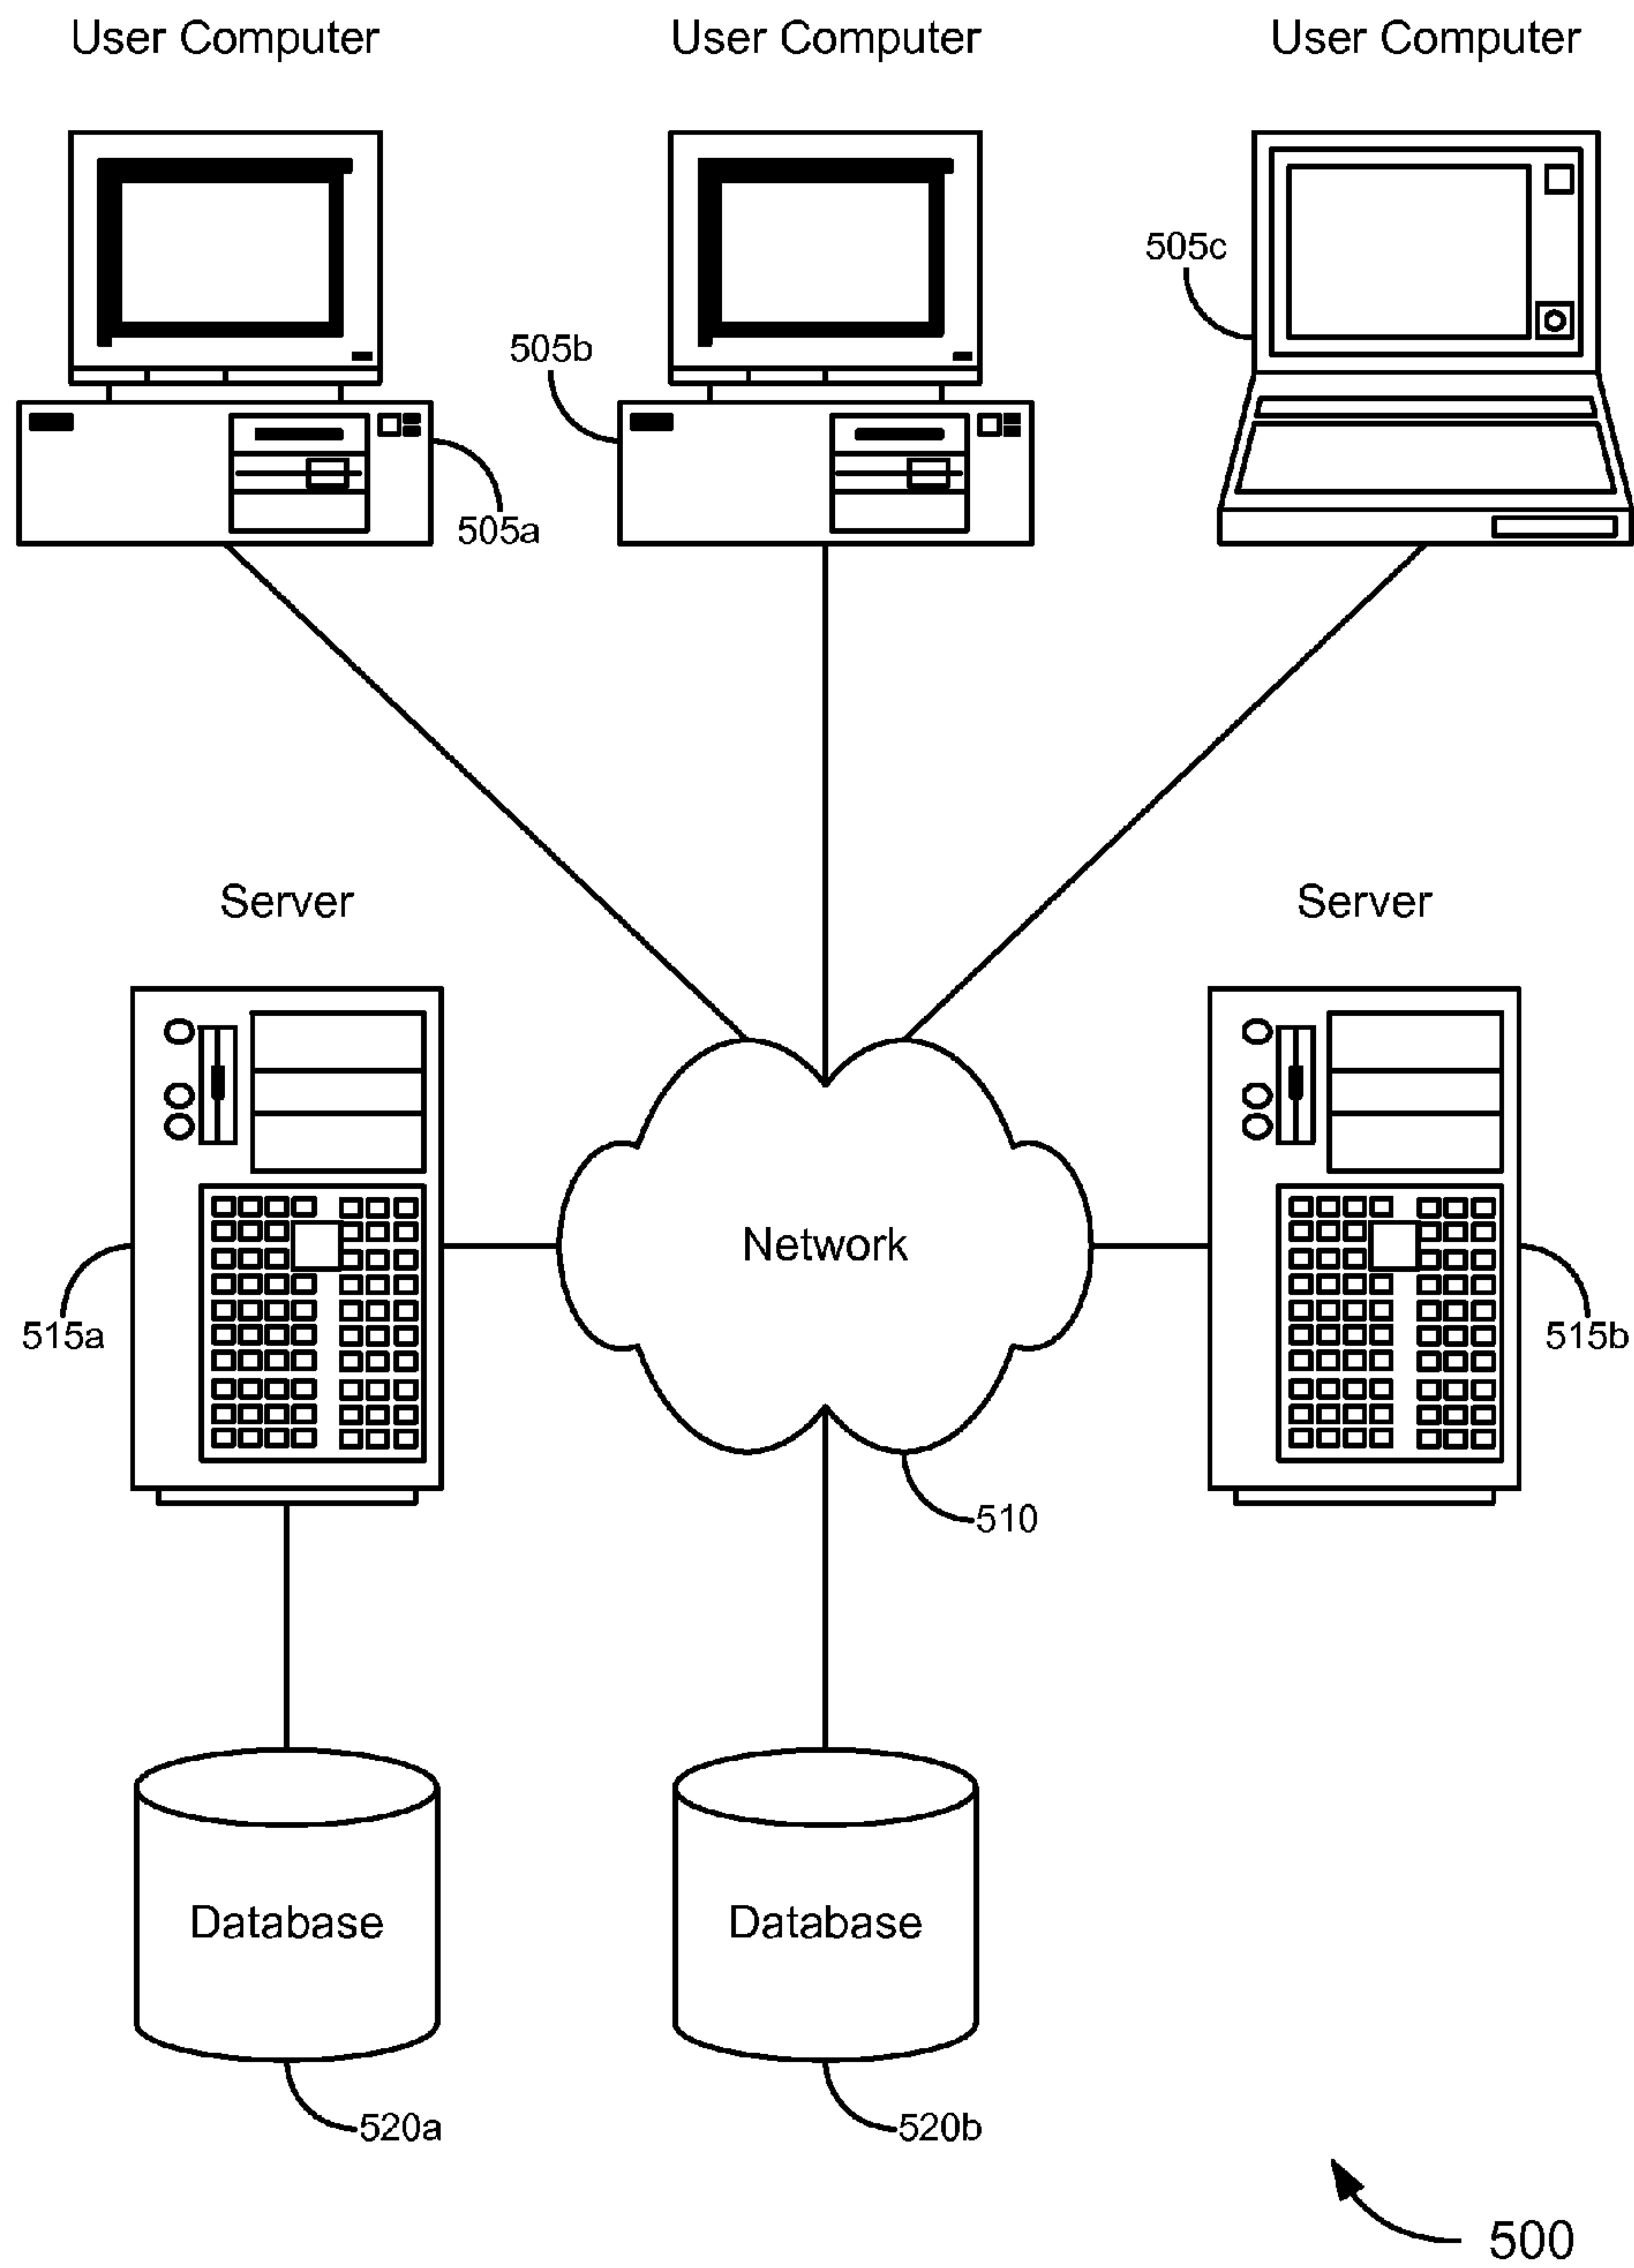 User Computer
User Computer
User Computer
505c
505b
505a
Server
Server
Network
515a
515b
510
Database
Database
520a
520b
500